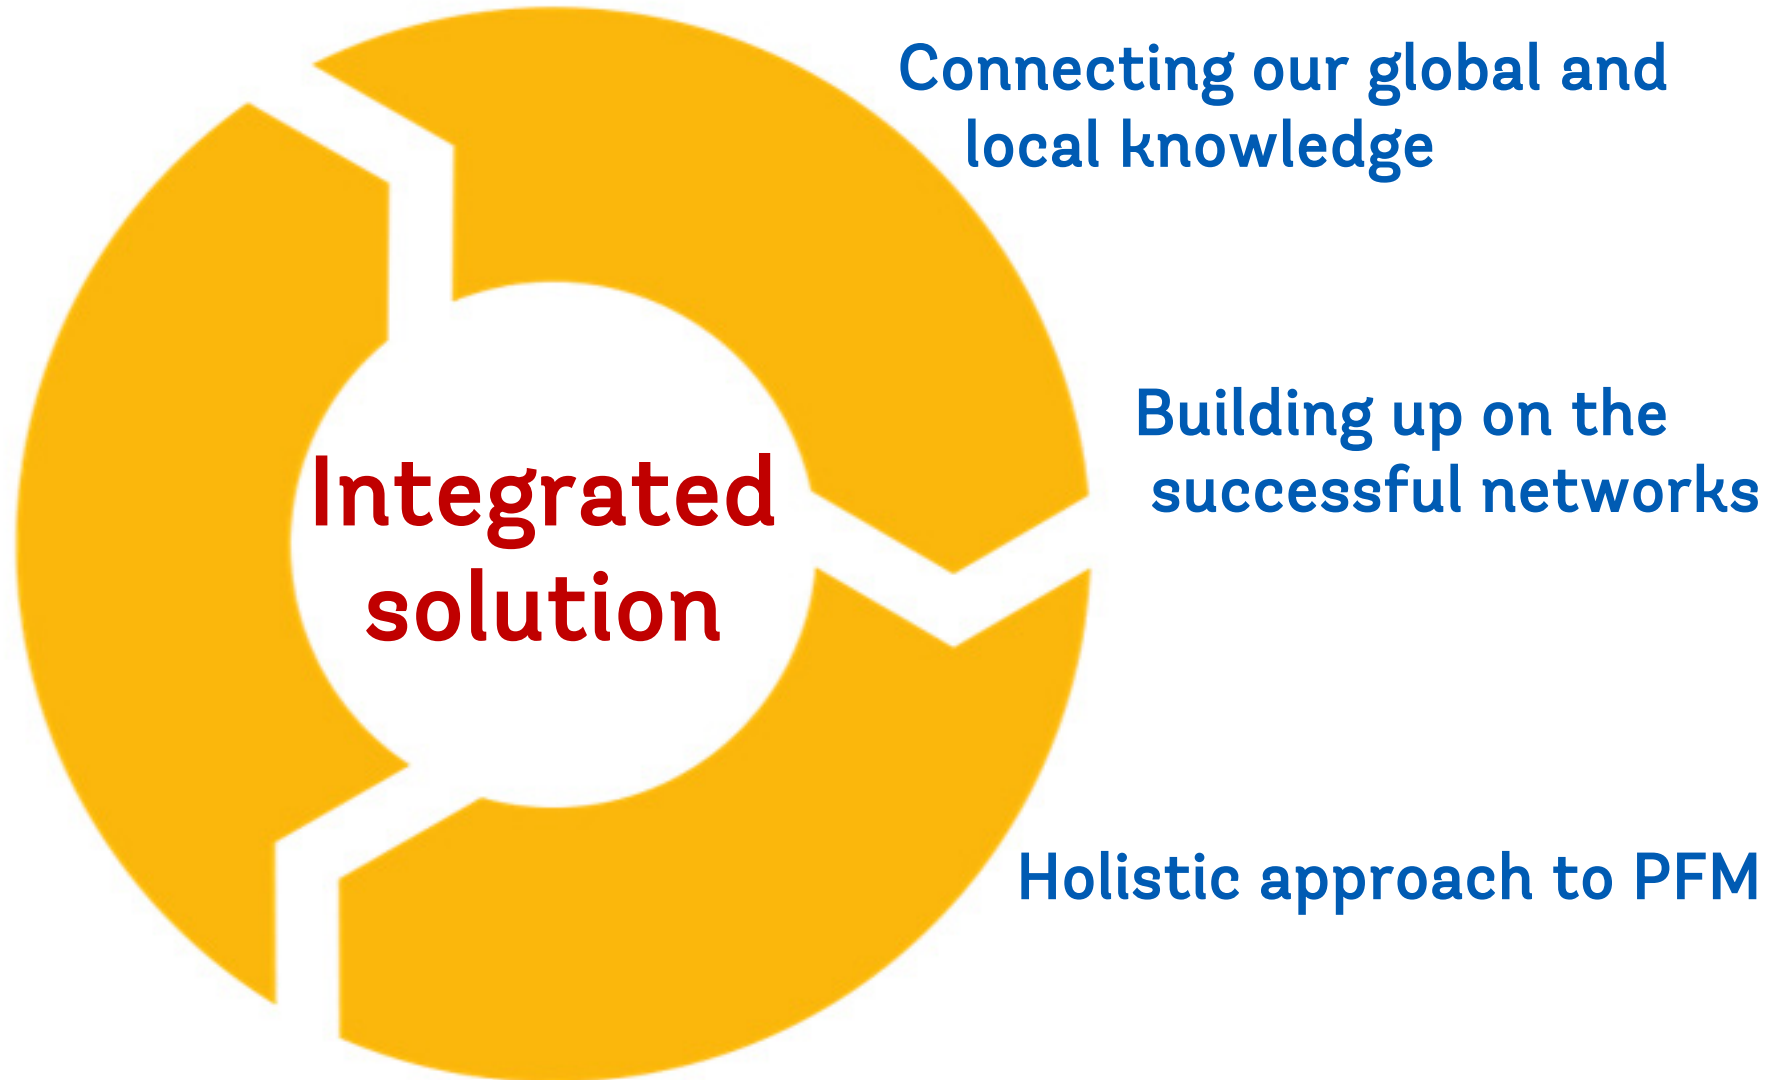 Connecting our global and
local knowledge
Building up on the
successful networks
Integrated
solution
Holistic approach to PFM